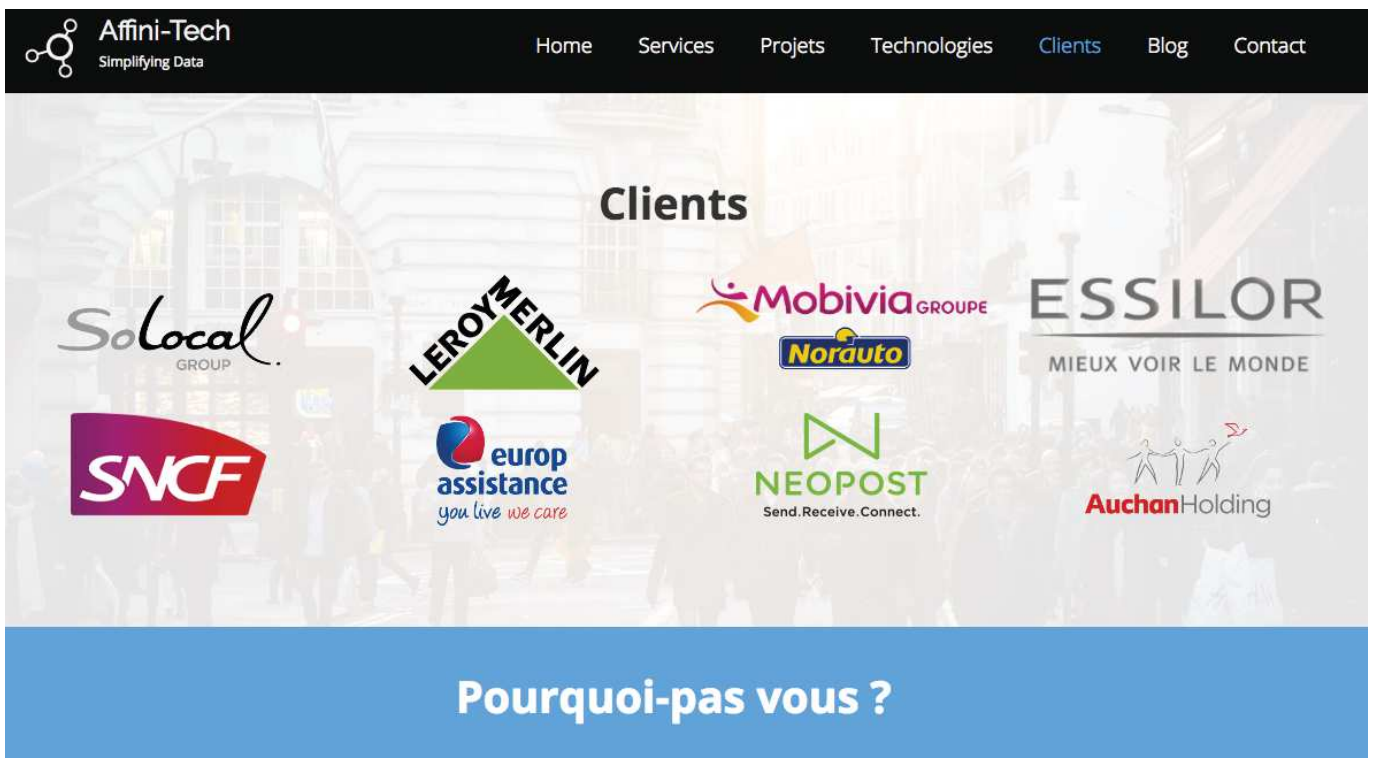 Affini-Tech
Simplifying Data
Home Services Projets Technologies Clients Blog Contact
Clients
SoLocal
GROUP
LEROY MERLIN
Mobivia GROUPE
Norauto
ESSILOR
MIEUX VOIR LE MONDE
SNCF
europ
assistance
you live we care
NEOPOST
Send.Receive.Connect.
AuchanHolding
Pourquoi-pas vous ?